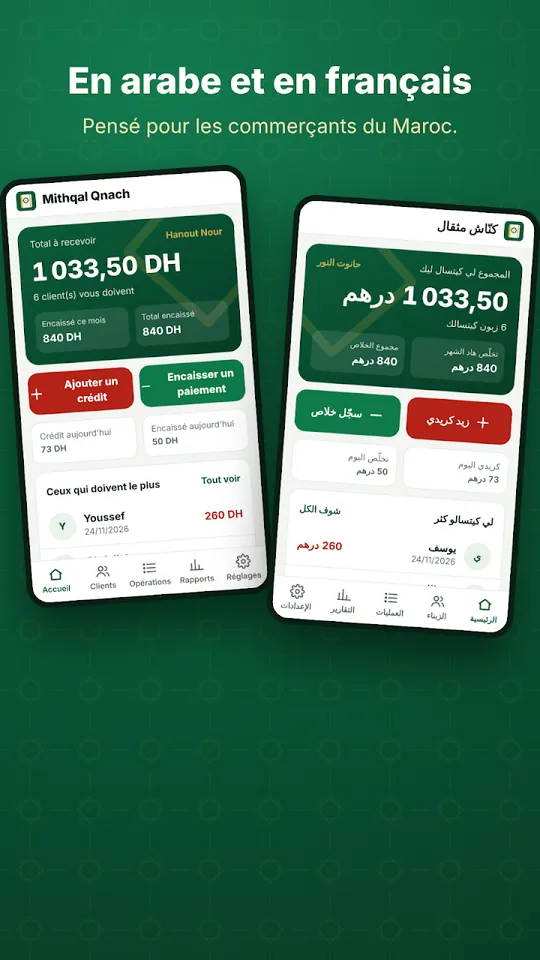 En arabe et en français
Pensé pour les commerçants du Maroc.
Mithqal Qnach
Total à recevoir
Hanout Nour
1 033,50 DH
6 client(s) vous doivent
Encaissé ce mois
840 DH
Total encaissé
840 DH
Ajouter un
crédit
Encaisser un
paiement
Crédit aujourd'hui
73 DH
Encaissé aujourd'hui
50 DH
Ceux qui doivent le plus
Tout voir
Y
Youssef
24/11/2026
260 DH
Accueil
Clients
Opérations
Rapports
Réglages
كنّاش مثقال
المجموع لي كيتسال ليك
حانوت النور
1 033,50 درهم
6 زبون كيتسالك
تخلّص هاد الشهر
840 درهم
مجموع الخلاص
840 درهم
زيد كريدي
سجّل خلاص
كريدي اليوم
73 درهم
تخلّص اليوم
50 درهم
لي كيتسالو كثر
شوف الكل
ي
يوسف
24/11/2026
260 درهم
الرئيسية
الزبناء
العمليات
التقارير
الإعدادات